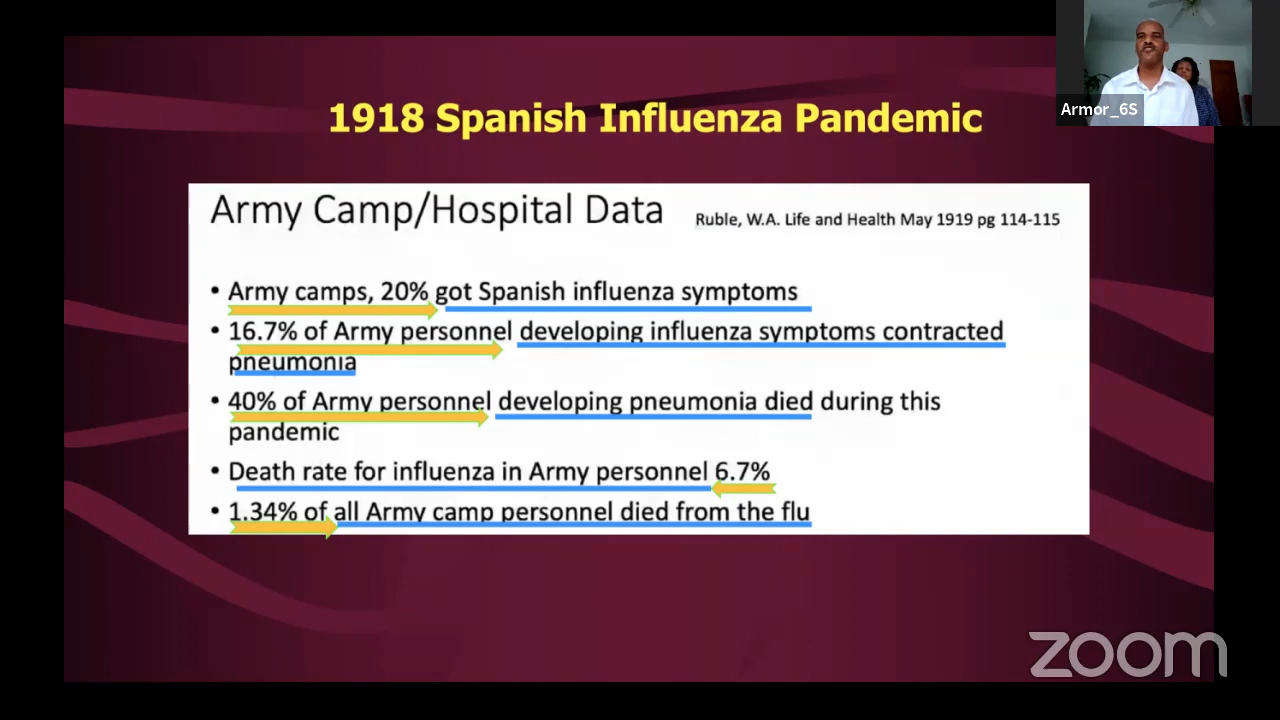 Armor_6S
1918 Spanish Influenza Pandemic
Army Camp/Hospital Data
Ruble, W.A. Life and Health May 1919 pg 114-115
• Army camps, 20% got Spanish influenza symptoms
• 16.7% of Army personnel developing influenza symptoms contracted
pneumonia
• 40% of Army personnel developing pneumonia died during this
pandemic
• Death rate for influenza in Army personnel 6.7%
• 1.34% of all Army camp personnel died from the flu
zoom